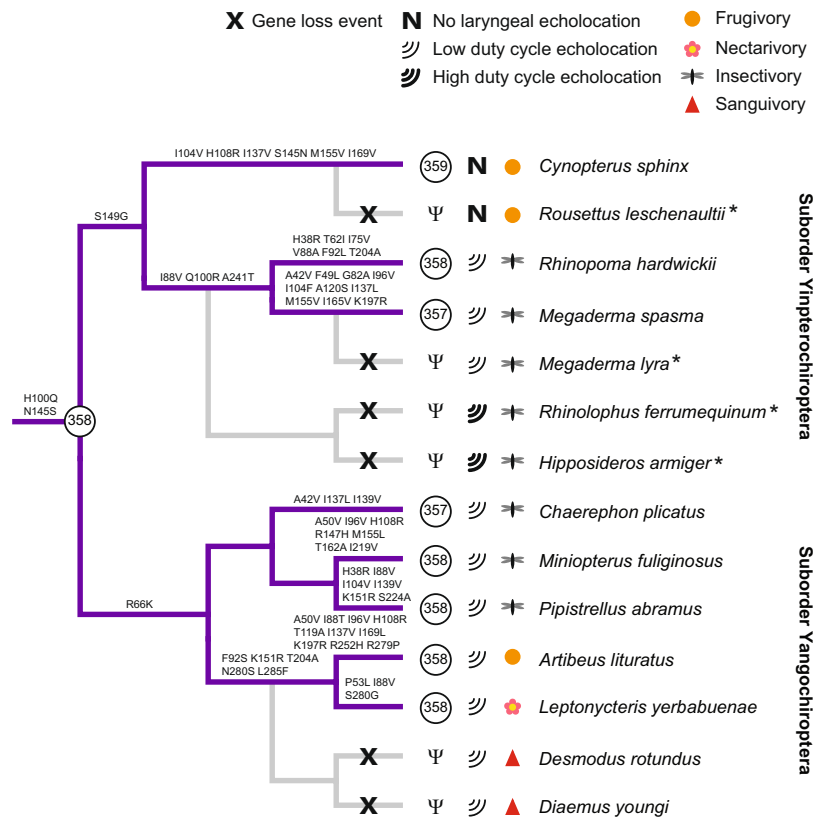 X Gene loss event
N No laryngeal echolocation
Low duty cycle echolocation
High duty cycle echolocation
Frugivory
Nectarivory
Insectivory
Sanguivory
I104V H108R I137V S145N M155V I169V
359 N Cynopterus sphinx
X Ψ N Rousettus leschenaultii*
S149G
H38R T62I I75V
V88A F92L T204A
358 Rhinopoma hardwickii
I88V Q100R A241T
A42V F49L G82A I96V
I104F A120S I137L
M155V I165V K197R
357 Megaderma spasma
X Ψ Megaderma lyra*
H100Q
N145S
358
X Ψ Rhinolophus ferrumequinum*
X Ψ Hipposideros armiger*
Suborder Yinpterochiroptera
A42V I137L I139V
357 Chaerephon plicatus
A50V I96V H108R
R147H M155L
T162A I219V
358 Miniopterus fuliginosus
H38R I88V
I104V I139V
K151R S224A
358 Pipistrellus abramus
R66K
A50V I88T I96V H108R
T119A I137V I169L
K197R R252H R279P
358 Artibeus lituratus
F92S K151R T204A
N280S L285F
P53L I88V
S280G
358 Leptonycteris yerbabuenae
X Ψ Desmodus rotundus
X Ψ Diaemus youngi
Suborder Yangochiroptera